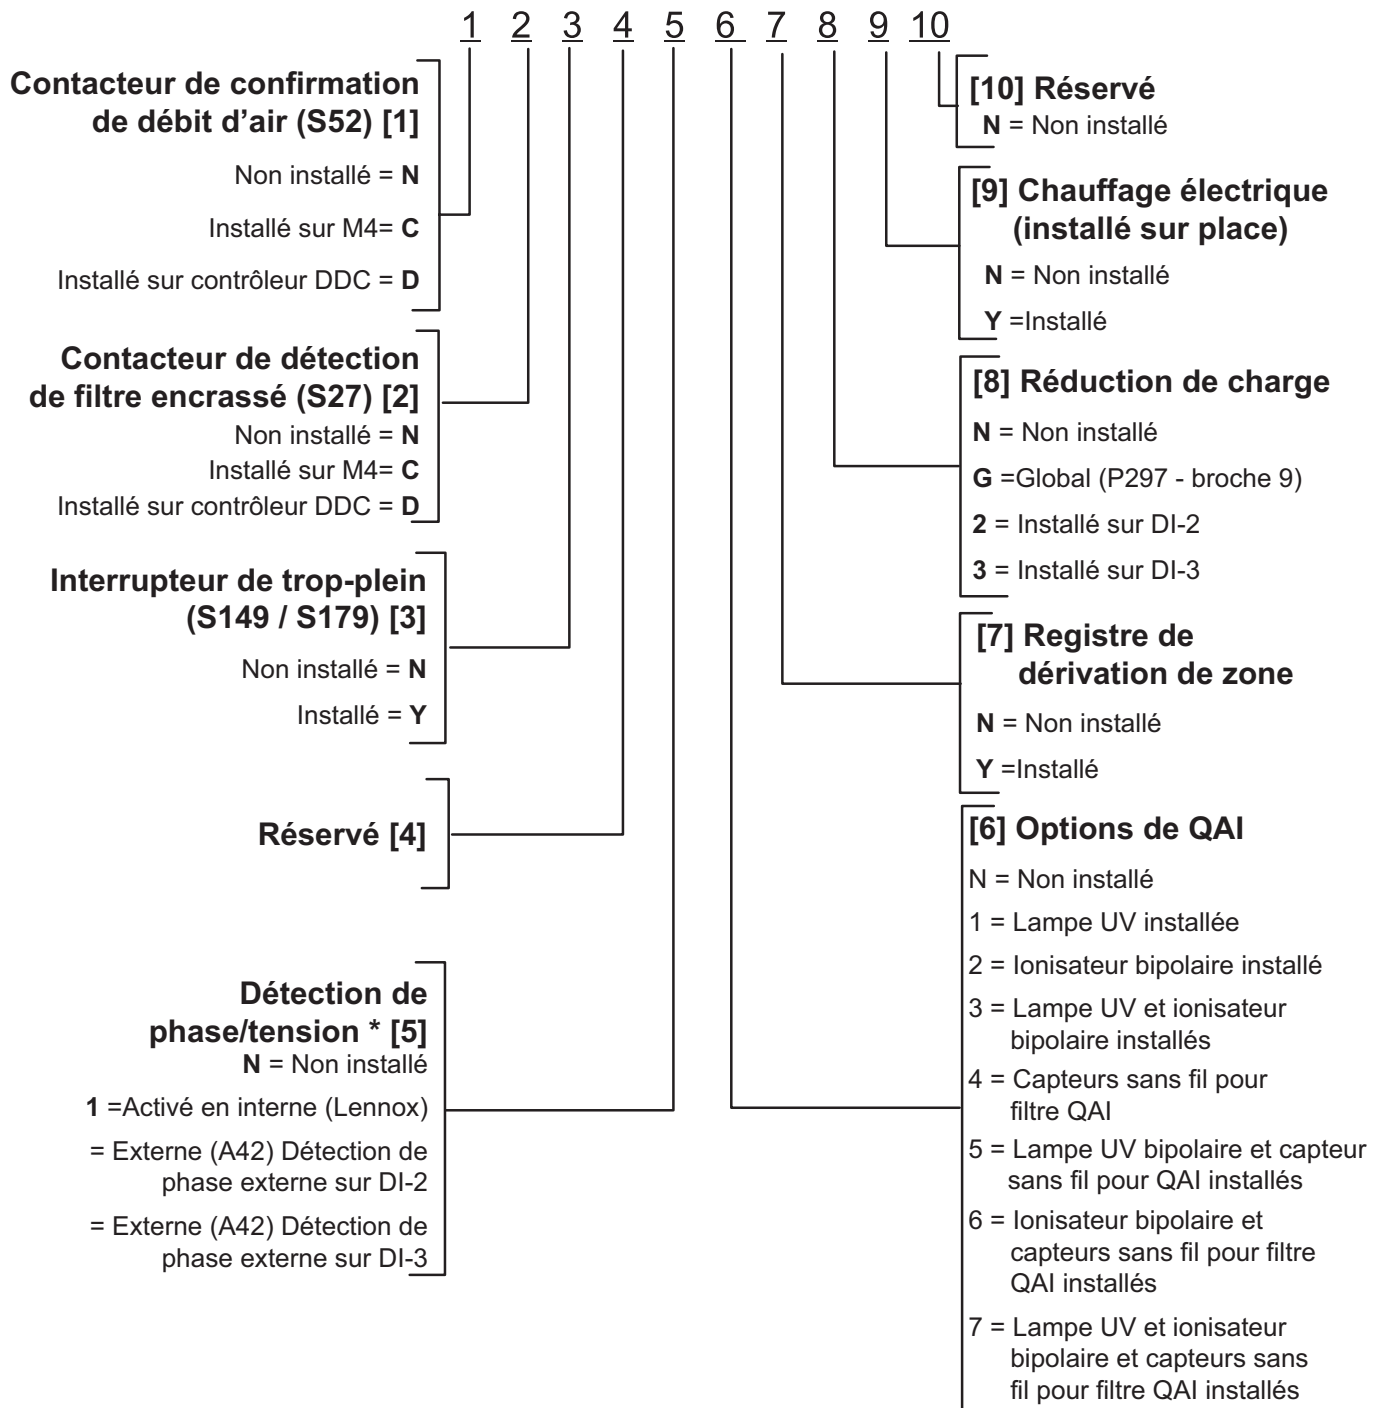 1 2 3 4 5 6 7 8 9 10
Contacteur de confirmation
de débit d’air (S52) [1]
Non installé = N
Installé sur M4= C
Installé sur contrôleur DDC = D
Contacteur de détection
de filtre encrassé (S27) [2]
Non installé = N
Installé sur M4= C
Installé sur contrôleur DDC = D
Interrupteur de trop-plein
(S149 / S179) [3]
Non installé = N
Installé = Y
Réservé [4]
Détection de
phase/tension * [5]
N = Non installé
1 =Activé en interne (Lennox)
= Externe (A42) Détection de
phase externe sur DI-2
= Externe (A42) Détection de
phase externe sur DI-3
[10] Réservé
N = Non installé
[9] Chauffage électrique
(installé sur place)
N = Non installé
Y =Installé
[8] Réduction de charge
N = Non installé
G =Global (P297 - broche 9)
2 = Installé sur DI-2
3 = Installé sur DI-3
[7] Registre de
dérivation de zone
N = Non installé
Y =Installé
[6] Options de QAI
N = Non installé
1 = Lampe UV installée
2 = Ionisateur bipolaire installé
3 = Lampe UV et ionisateur
bipolaire installés
4 = Capteurs sans fil pour
filtre QAI
5 = Lampe UV bipolaire et capteur
sans fil pour QAI installés
6 = Ionisateur bipolaire et
capteurs sans fil pour filtre
QAI installés
7 = Lampe UV et ionisateur
bipolaire et capteurs sans
fil pour filtre QAI installés